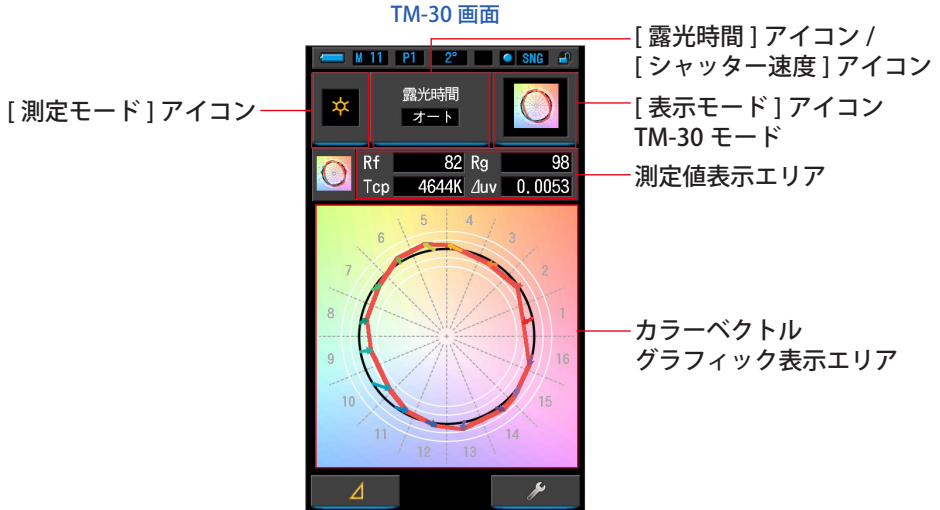 TM-30 画面
[ 露光時間 ] アイコン /
[ シャッター速度 ] アイコン
M 11 P1 2° SNG
[ 測定モード ] アイコン
露光時間
オート
[ 表示モード ] アイコン
TM-30 モード
Rf 82 Rg 98
Tcp 4644K ⊿uv 0.0053
測定値表示エリア
5 4
6 3
7 2
8 1
9 16
10 15
11 14
12 13
カラーベクトル
グラフィック表示エリア
⊿